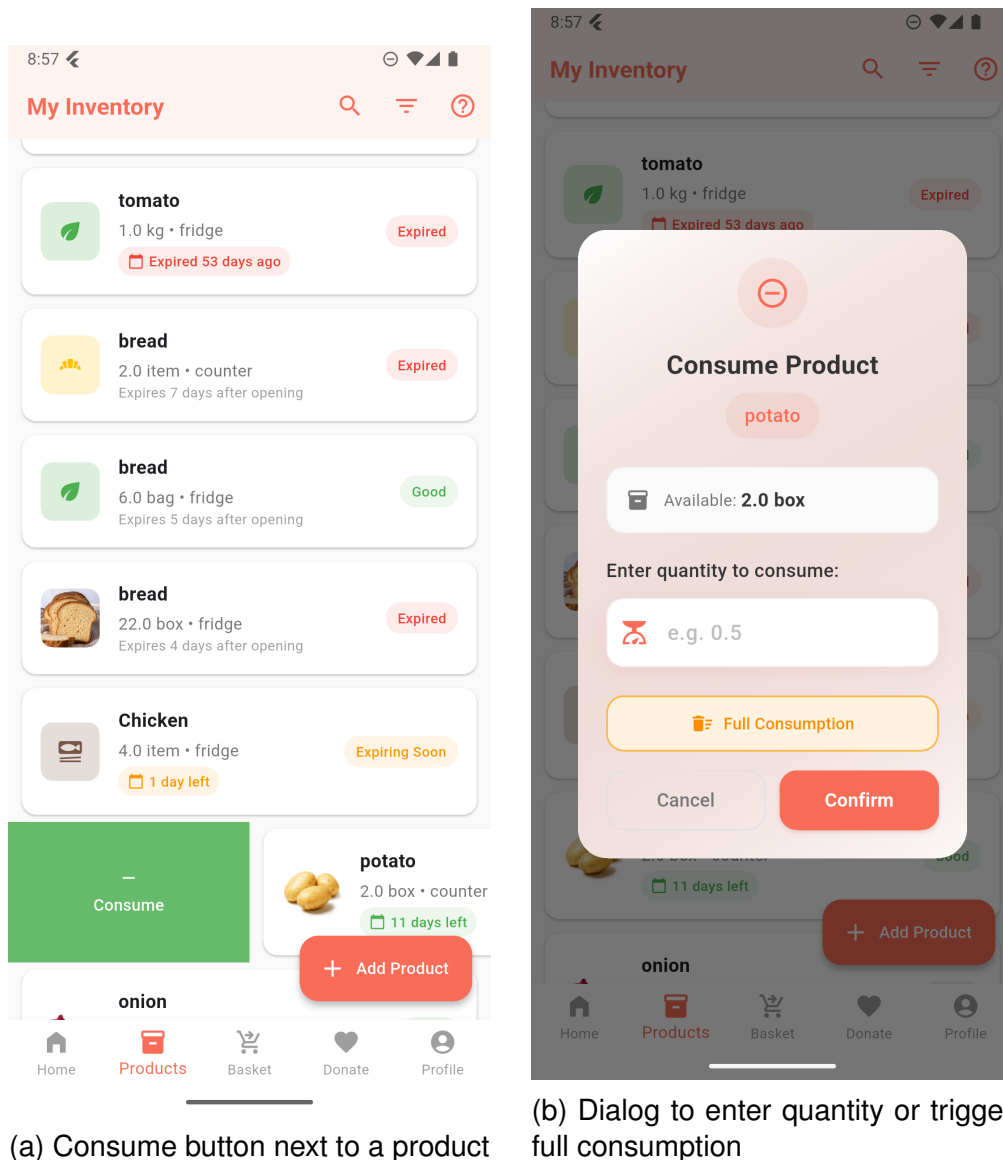 8:57
My Inventory
tomato
1.0 kg • fridge
Expired
Expired 53 days ago
bread
2.0 item • counter
Expired
Expires 7 days after opening
bread
6.0 bag • fridge
Good
Expires 5 days after opening
bread
22.0 box • fridge
Expired
Expires 4 days after opening
Chicken
4.0 item • fridge
Expiring Soon
1 day left
Consume
potato
2.0 box • counter
11 days left
Add Product
onion
Home
Products
Basket
Donate
Profile
(a) Consume button next to a product
8:57
My Inventory
tomato
1.0 kg • fridge
Expired
Expired 53 days ago
Consume Product
potato
Available: 2.0 box
Enter quantity to consume:
e.g. 0.5
Full Consumption
Cancel
Confirm
2.0 box • counter
Good
11 days left
Add Product
onion
Home
Products
Basket
Donate
Profile
(b) Dialog to enter quantity or trigge
full consumption